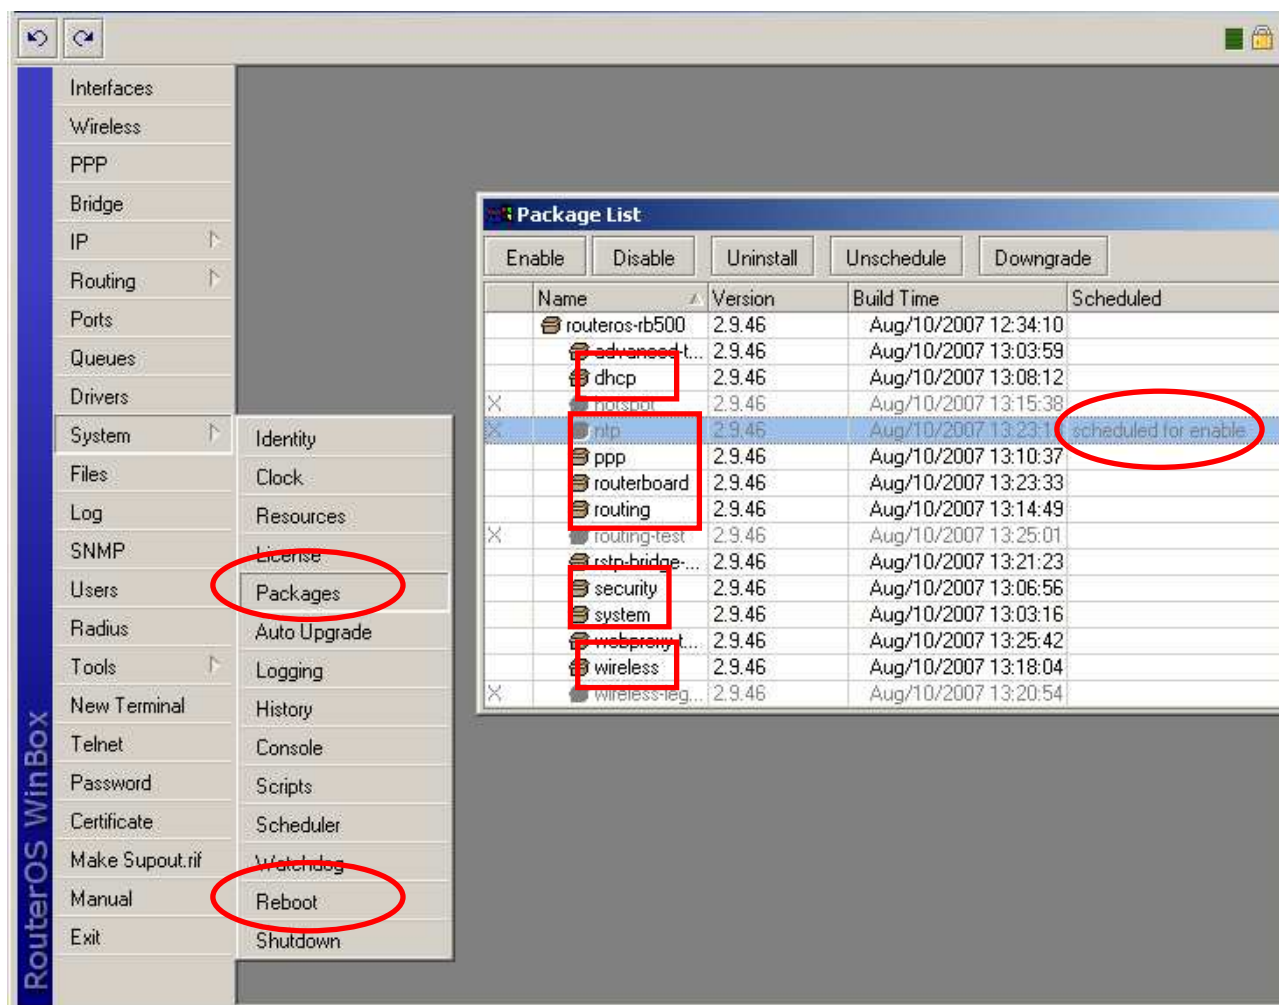 Interfaces
Wireless
PPP
Bridge
IP
Routing
Ports
Queues
Drivers
System
Files
Log
SNMP
Users
Radius
Tools
New Terminal
Telnet
Password
Certificate
Make Supout.rif
Manual
Exit
RouterOS WinBox
Identity
Clock
Resources
License
Packages
Auto Upgrade
Logging
History
Console
Scripts
Scheduler
Watchdog
Reboot
Shutdown
Package List
Enable Disable Uninstall Unschedule Downgrade
Name Version Build Time Scheduled
routeros-rb500 2.9.46 Aug/10/2007 12:34:10
advanced-t... 2.9.46 Aug/10/2007 13:03:59
dhcp 2.9.46 Aug/10/2007 13:08:12
X hotspot 2.9.46 Aug/10/2007 13:15:38
X ntp 2.9.46 Aug/10/2007 scheduled for enable
ppp 2.9.46 Aug/10/2007 13:10:37
routerboard 2.9.46 Aug/10/2007 13:23:33
routing 2.9.46 Aug/10/2007 13:14:49
X routing-test 2.9.46 Aug/10/2007 13:25:01
rstp-bridge-... 2.9.46 Aug/10/2007 13:21:23
security 2.9.46 Aug/10/2007 13:06:56
system 2.9.46 Aug/10/2007 13:03:16
webproxy-t... 2.9.46 Aug/10/2007 13:25:42
wireless 2.9.46 Aug/10/2007 13:18:04
X wireless-leg... 2.9.46 Aug/10/2007 13:20:54